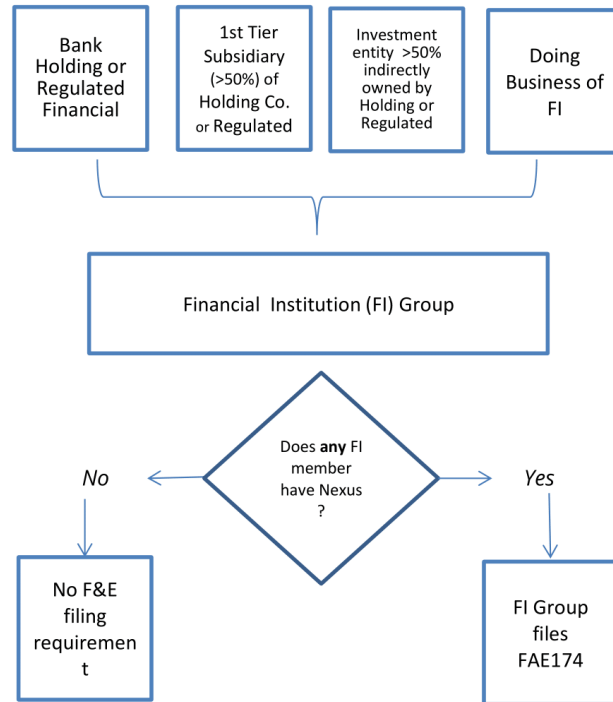 Bank
Holding or
Regulated
Financial
1st Tier
Subsidiary
(>50%) of
Holding Co.
or Regulated
Investment
entity >50%
indirectly
owned by
Holding or
Regulated
Doing
Business of
FI
Financial Institution (FI) Group
Does any FI
member
have Nexus
?
No
Yes
No F&E
filing
requiremen
t
FI Group
files
FAE174